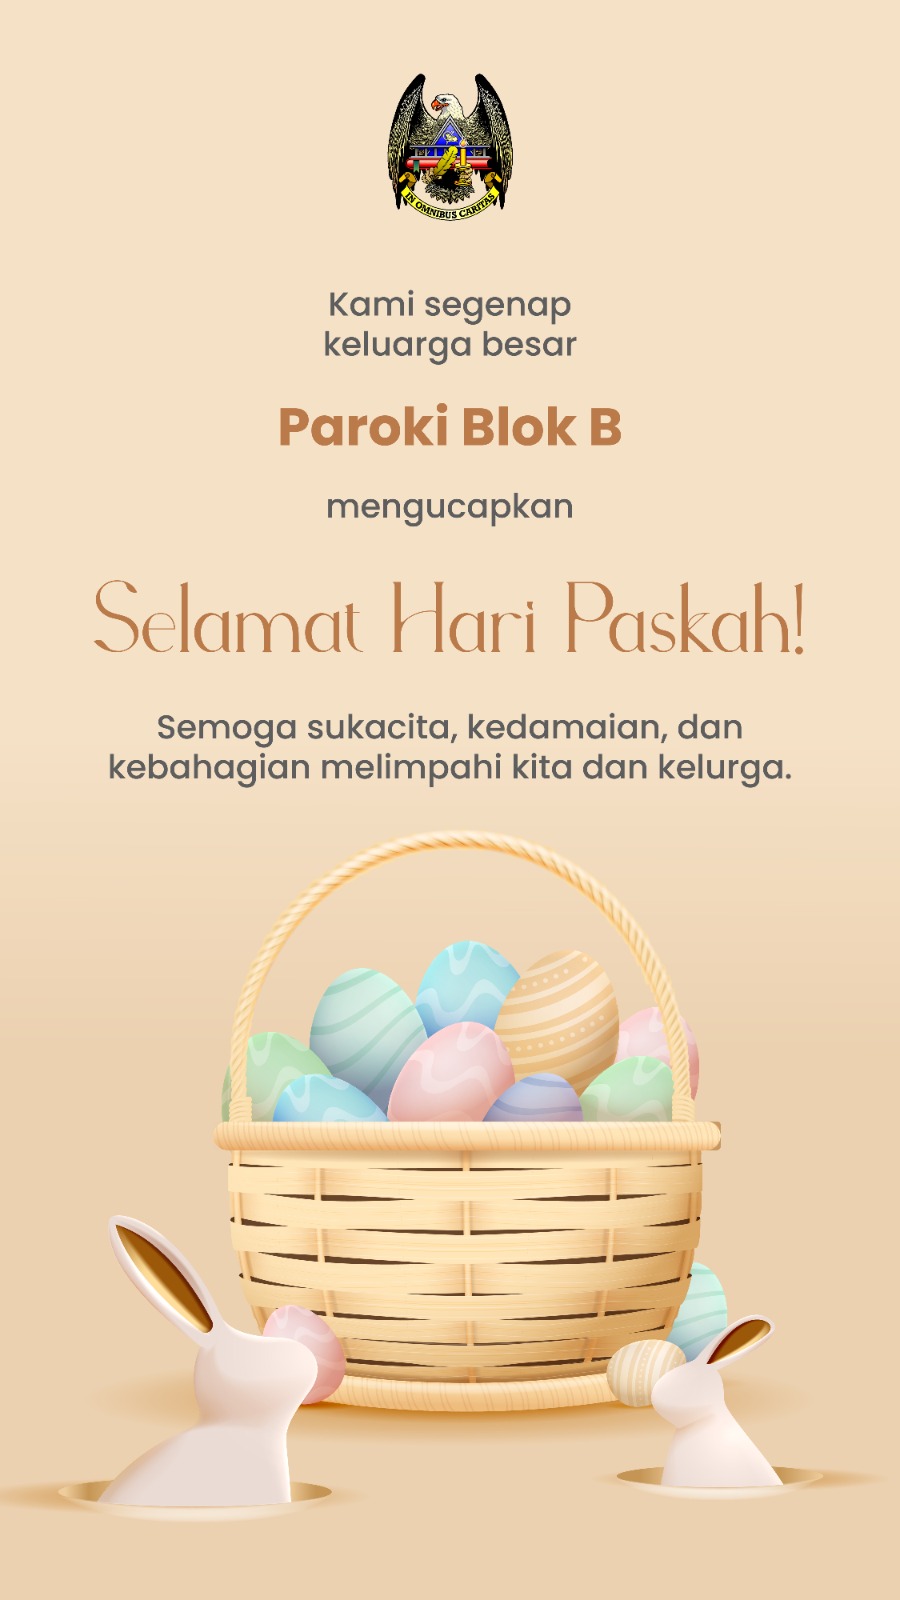 IN OMNIBUS CARITAS
Kami segenap
keluarga besar
Paroki Blok B
mengucapkan
Selamat Hari Paskah!
Semoga sukacita, kedamaian, dan
kebahagian melimpahi kita dan kelurga.